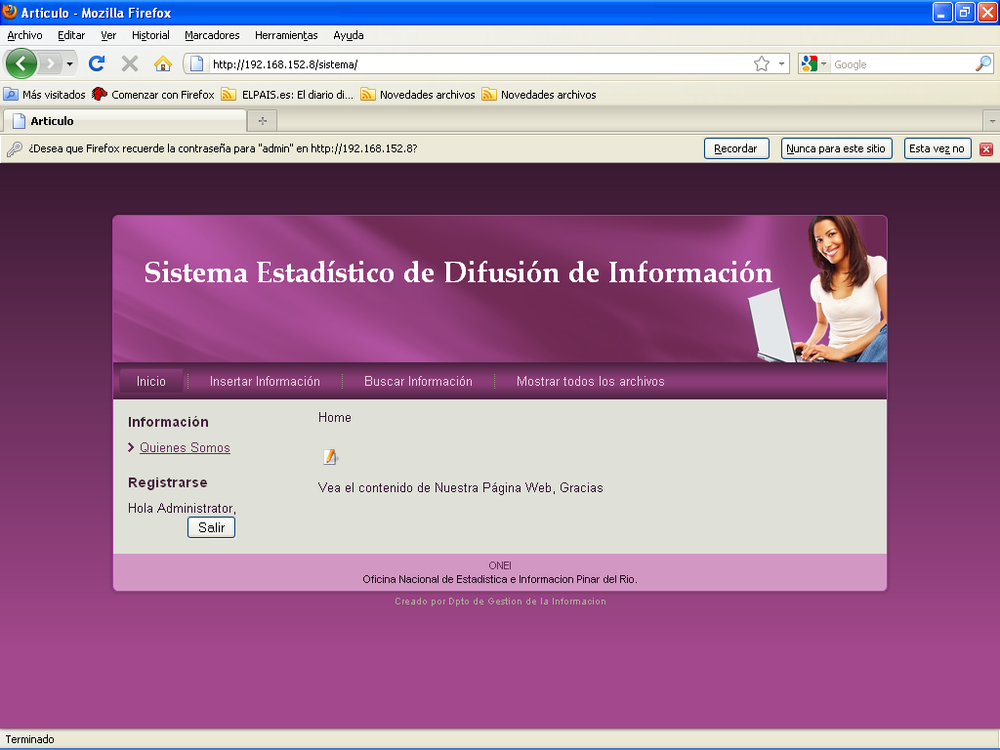 Articulo - Mozilla Firefox
Archivo Editar Ver Historial Marcadores Herramientas Ayuda
http://192.168.152.8/sistema/ Google
Más visitados Comenzar con Firefox ELPAIS.es: El diario di... Novedades archivos Novedades archivos
Articulo
¿Desea que Firefox recuerde la contraseña para "admin" en http://192.168.152.8? Recordar Nunca para este sitio Esta vez no
Sistema Estadístico de Difusión de Información
Inicio Insertar Información Buscar Información Mostrar todos los archivos
Información
Quienes Somos
Registrarse
Hola Administrator,
Salir
Home
Vea el contenido de Nuestra Página Web, Gracias
ONEI
Oficina Nacional de Estadistica e Informacion Pinar del Rio.
Creado por Dpto de Gestion de la Informacion
Terminado